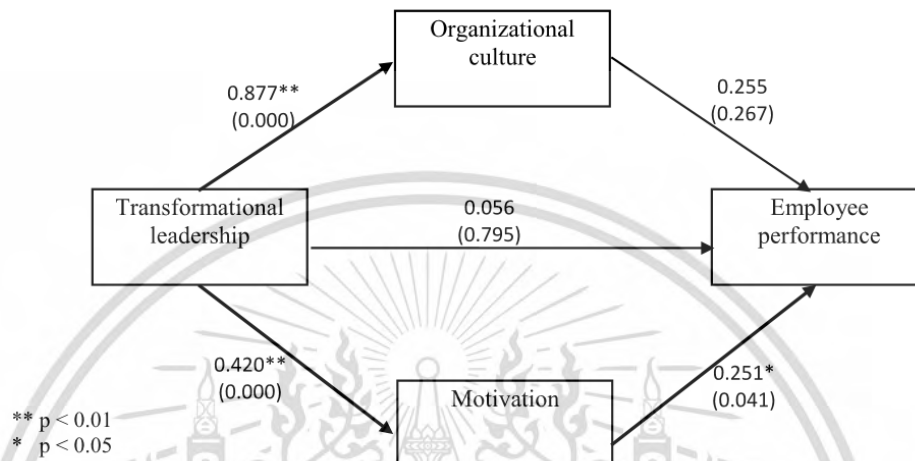 Organizational
culture
0.877**
(0.000)
0.255
(0.267)
Transformational
leadership
0.056
(0.795)
Employee
performance
0.420**
(0.000)
Motivation
0.251*
(0.041)
** p < 0.01
* p < 0.05